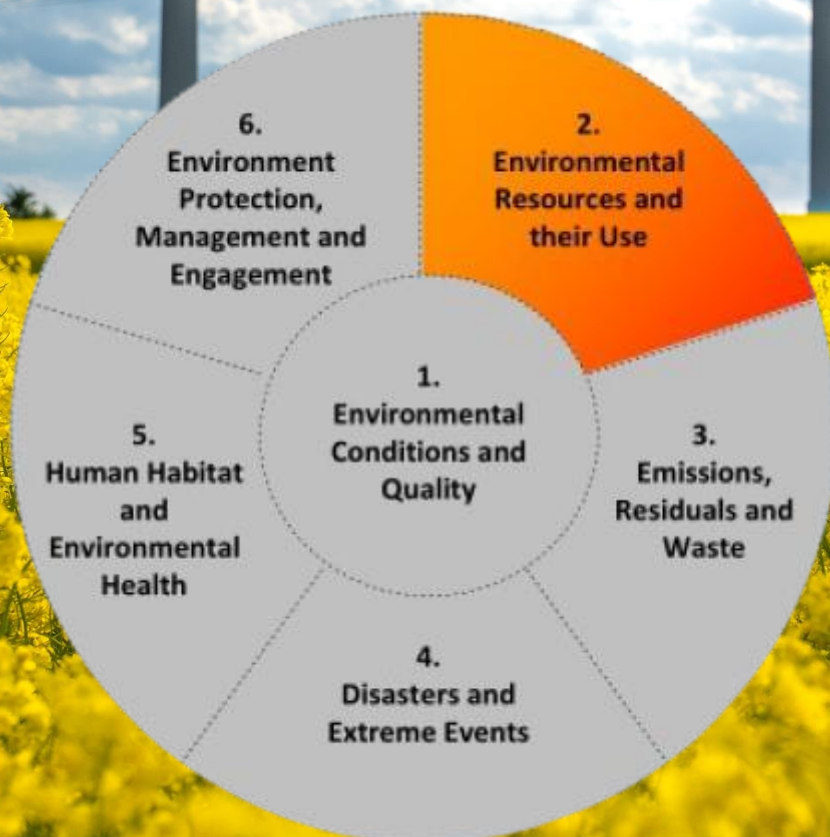 1.
Environmental
Conditions and
Quality
2.
Environmental
Resources and
their Use
3.
Emissions,
Residuals and
Waste
4.
Disasters and
Extreme Events
5.
Human Habitat
and
Environmental
Health
6.
Environment
Protection,
Management and
Engagement